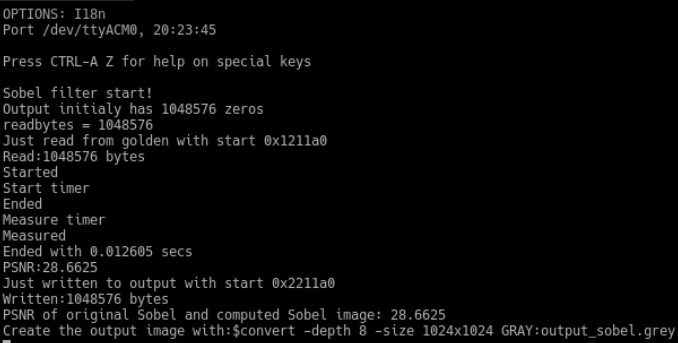 OPTIONS: I18n
Port /dev/ttyACM0, 20:23:45
Press CTRL-A Z for help on special keys
Sobel filter start!
Output initialy has 1048576 zeros
readbytes = 1048576
Just read from golden with start 0x1211a0
Read:1048576 bytes
Started
Start timer
Ended
Measure timer
Measured
Ended with 0.012605 secs
PSNR:28.6625
Just written to output with start 0x2211a0
Written:1048576 bytes
PSNR of original Sobel and computed Sobel image: 28.6625
Create the output image with:$convert -depth 8 -size 1024x1024 GRAY:output_sobel.grey